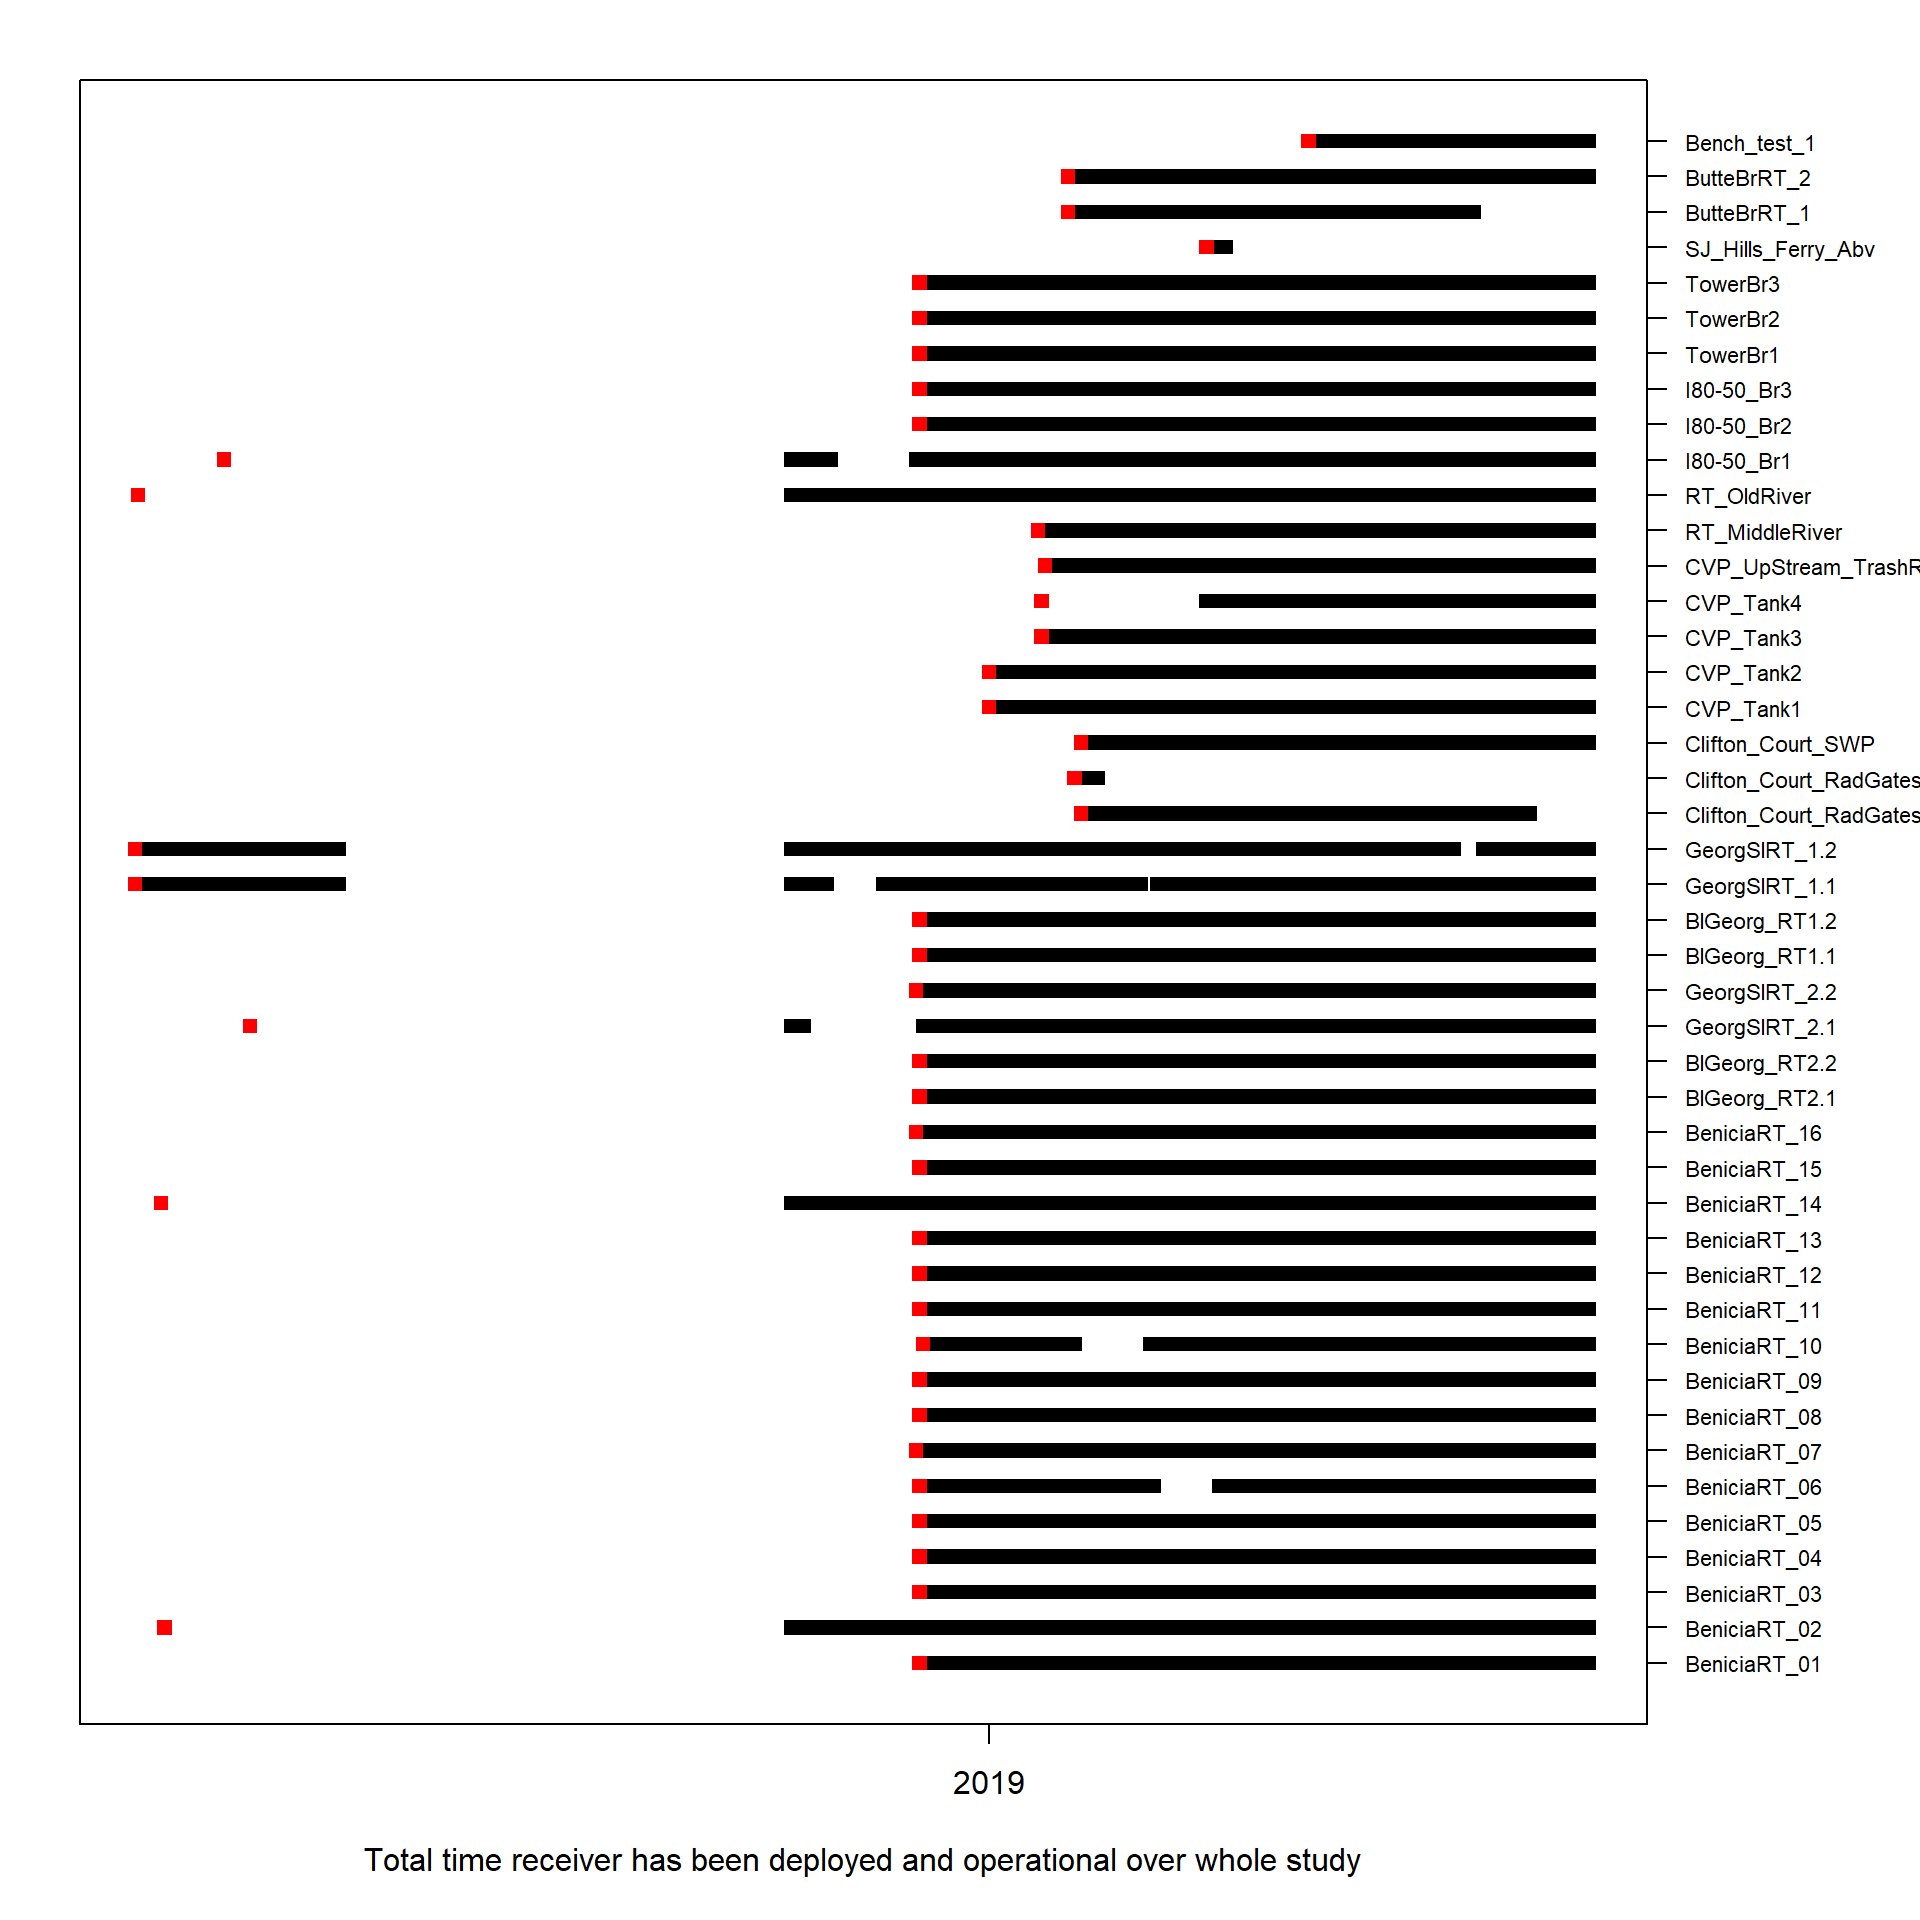 Bench_test_1
ButteBrRT_2
ButteBrRT_1
SJ_Hills_Ferry_Abv
TowerBr3
TowerBr2
TowerBr1
I80-50_Br3
I80-50_Br2
I80-50_Br1
RT_OldRiver
RT_MiddleRiver
CVP_UpStream_TrashR
CVP_Tank4
CVP_Tank3
CVP_Tank2
CVP_Tank1
Clifton_Court_SWP
Clifton_Court_RadGates
Clifton_Court_RadGates
GeorgSlRT_1.2
GeorgSlRT_1.1
BlGeorg_RT1.2
BlGeorg_RT1.1
GeorgSlRT_2.2
GeorgSlRT_2.1
BlGeorg_RT2.2
BlGeorg_RT2.1
BeniciaRT_16
BeniciaRT_15
BeniciaRT_14
BeniciaRT_13
BeniciaRT_12
BeniciaRT_11
BeniciaRT_10
BeniciaRT_09
BeniciaRT_08
BeniciaRT_07
BeniciaRT_06
BeniciaRT_05
BeniciaRT_04
BeniciaRT_03
BeniciaRT_02
BeniciaRT_01
2019
Total time receiver has been deployed and operational over whole study